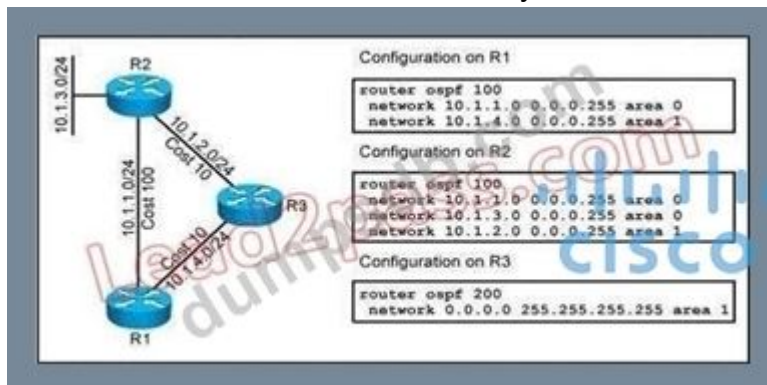 Configuration on R1
router ospf 100
network 10.1.1.0 0.0.0.255 area 0
network 10.1.4.0 0.0.0.255 area 1
Configuration on R2
router ospf 100
network 10.1.1.0 0.0.0.255 area 0
network 10.1.3.0 0.0.0.255 area 0
network 10.1.2.0 0.0.0.255 area 1
Configuration on R3
router ospf 200
network 0.0.0.0 255.255.255.255 area 1
R2
10.1.3.0/24
10.1.2.0/24
Cost 10
10.1.1.0/24
Cost 100
R3
Cost 10
10.1.4.0/24
R1
Lead2pass.com
dumpsdb.com
CISCO